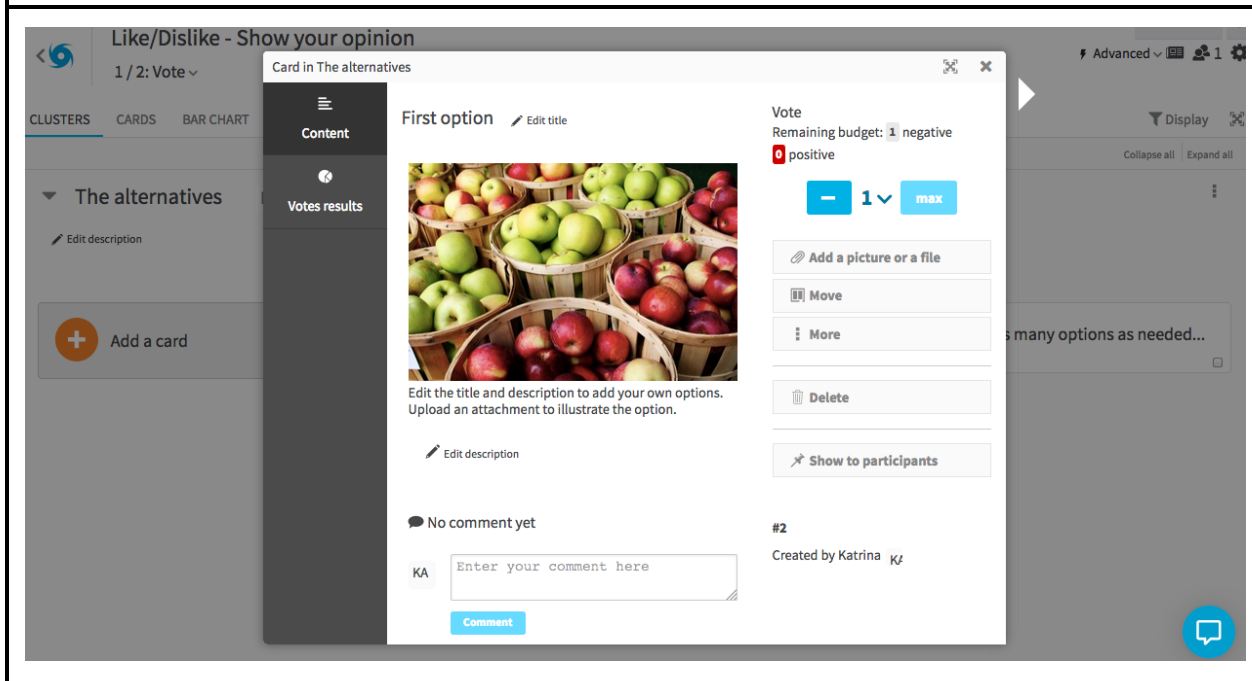 Like/Dislike - Show your opinion
1 / 2: Vote
Advanced
1
CLUSTERS
CARDS
BAR CHART
Display
Collapse all
Expand all
The alternatives
Edit description
Add a card
many options as needed...
Card in The alternatives
Content
Votes results
First option
Edit title
Edit the title and description to add your own options.
Upload an attachment to illustrate the option.
Edit description
No comment yet
KA
Enter your comment here
Comment
Vote
Remaining budget: 1 negative
0 positive
1
max
Add a picture or a file
Move
More
Delete
Show to participants
#2
Created by Katrina